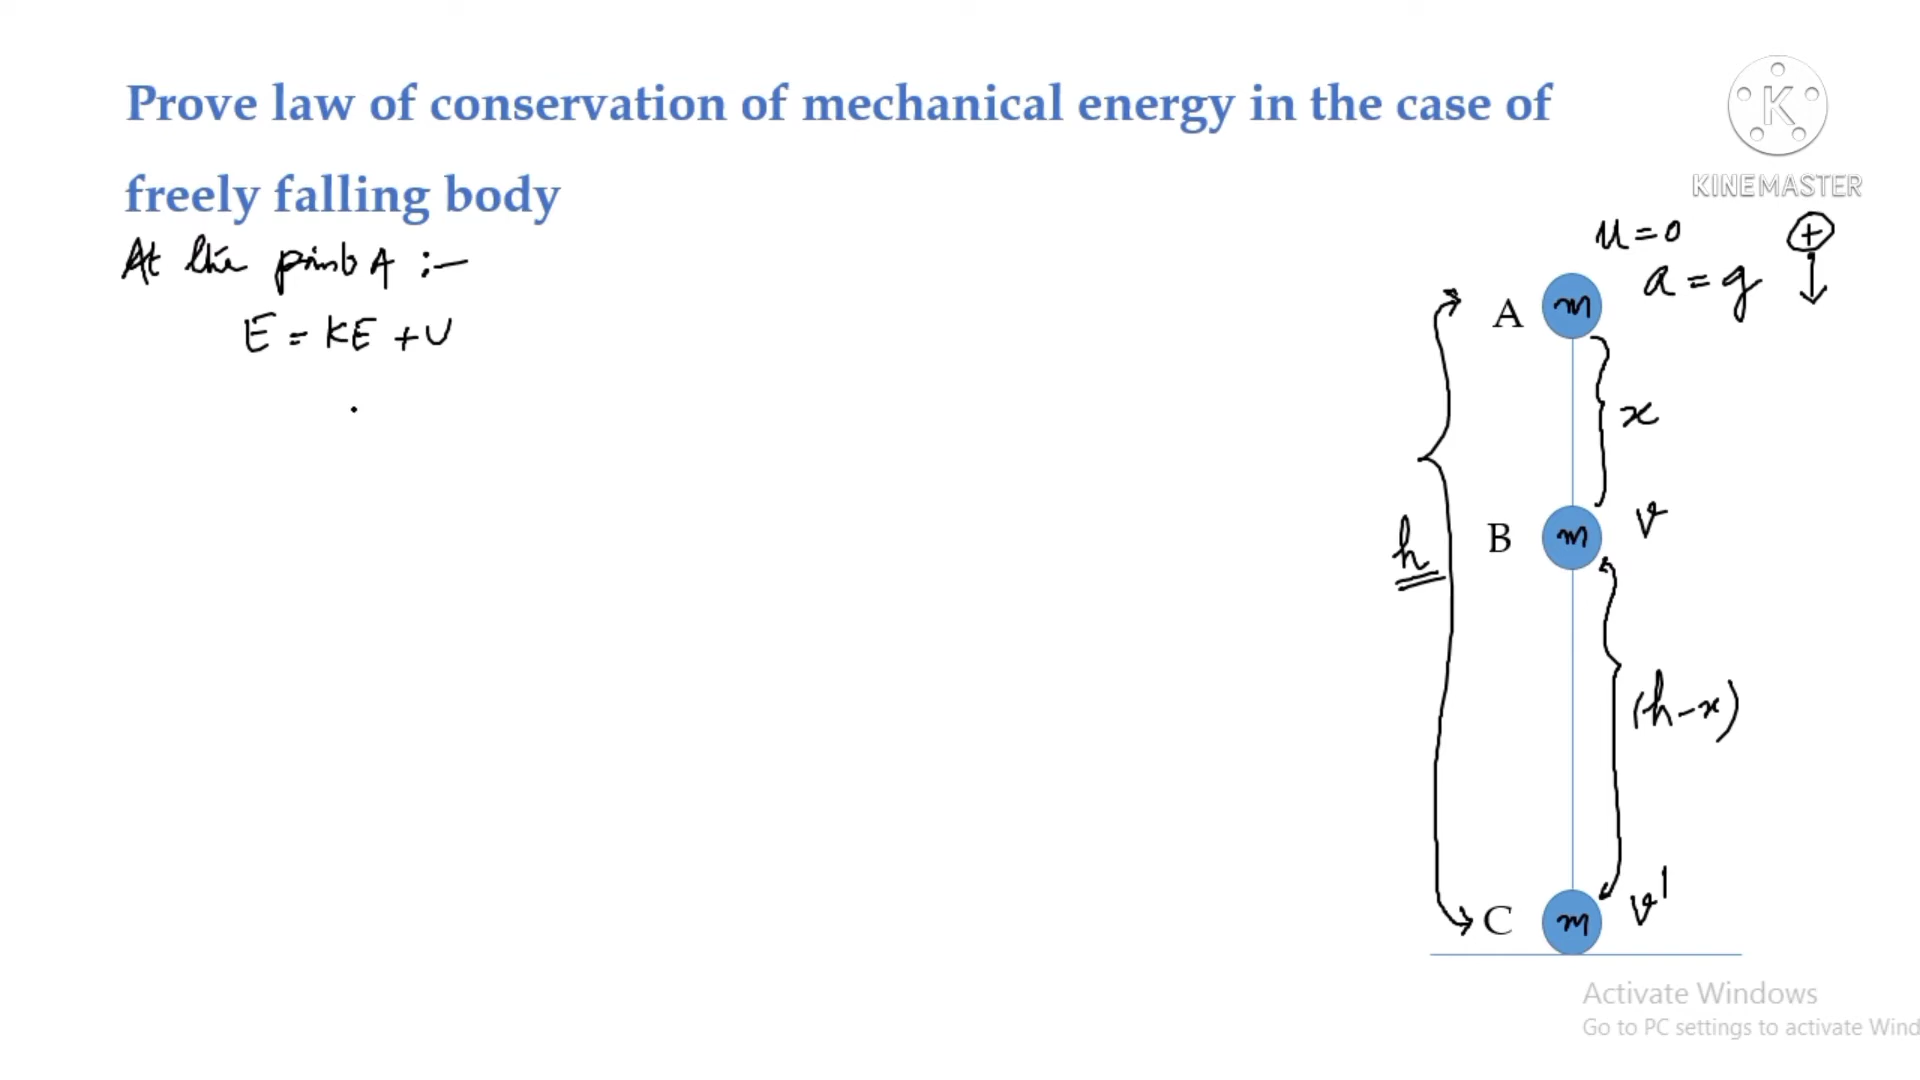 Prove law of conservation of mechanical energy in the case of
freely falling body
KINEMASTER
At the point A :-
E = KE + U
u = 0
+
a = g
A m
x
B m v
h
(h-x)
C m v'
Activate Windows
Go to PC settings to activate Wind